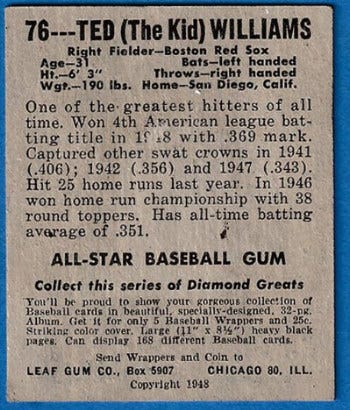 76---TED (The Kid) WILLIAMS
Right Fielder-Boston Red Sox
Age-31 Bats-left handed
Ht.-6' 3" Throws-right handed
Wgt.-190 lbs. Home-San Diego, Calif.
One of the greatest hitters of all
time. Won 4th American league bat-
ting title in 1948 with .369 mark.
Captured other swat crowns in 1941
(.406); 1942 (.356) and 1947 (.343).
Hit 25 home runs last year. In 1946
won home run championship with 38
round toppers. Has all-time batting
average of .351.
ALL-STAR BASEBALL GUM
Collect this series of Diamond Greats
You'll be proud to show your gorgeous collection of
Baseball cards in beautiful, specially-designed, 32-pg.
Album. Get it for only 5 Baseball Wrappers and 25c.
Striking color cover. Large (11" x 8½") heavy black
pages. Can display 168 different Baseball cards.
Send Wrappers and Coin to
LEAF GUM CO., Box 5907 CHICAGO 80, ILL.
Copyright 1948